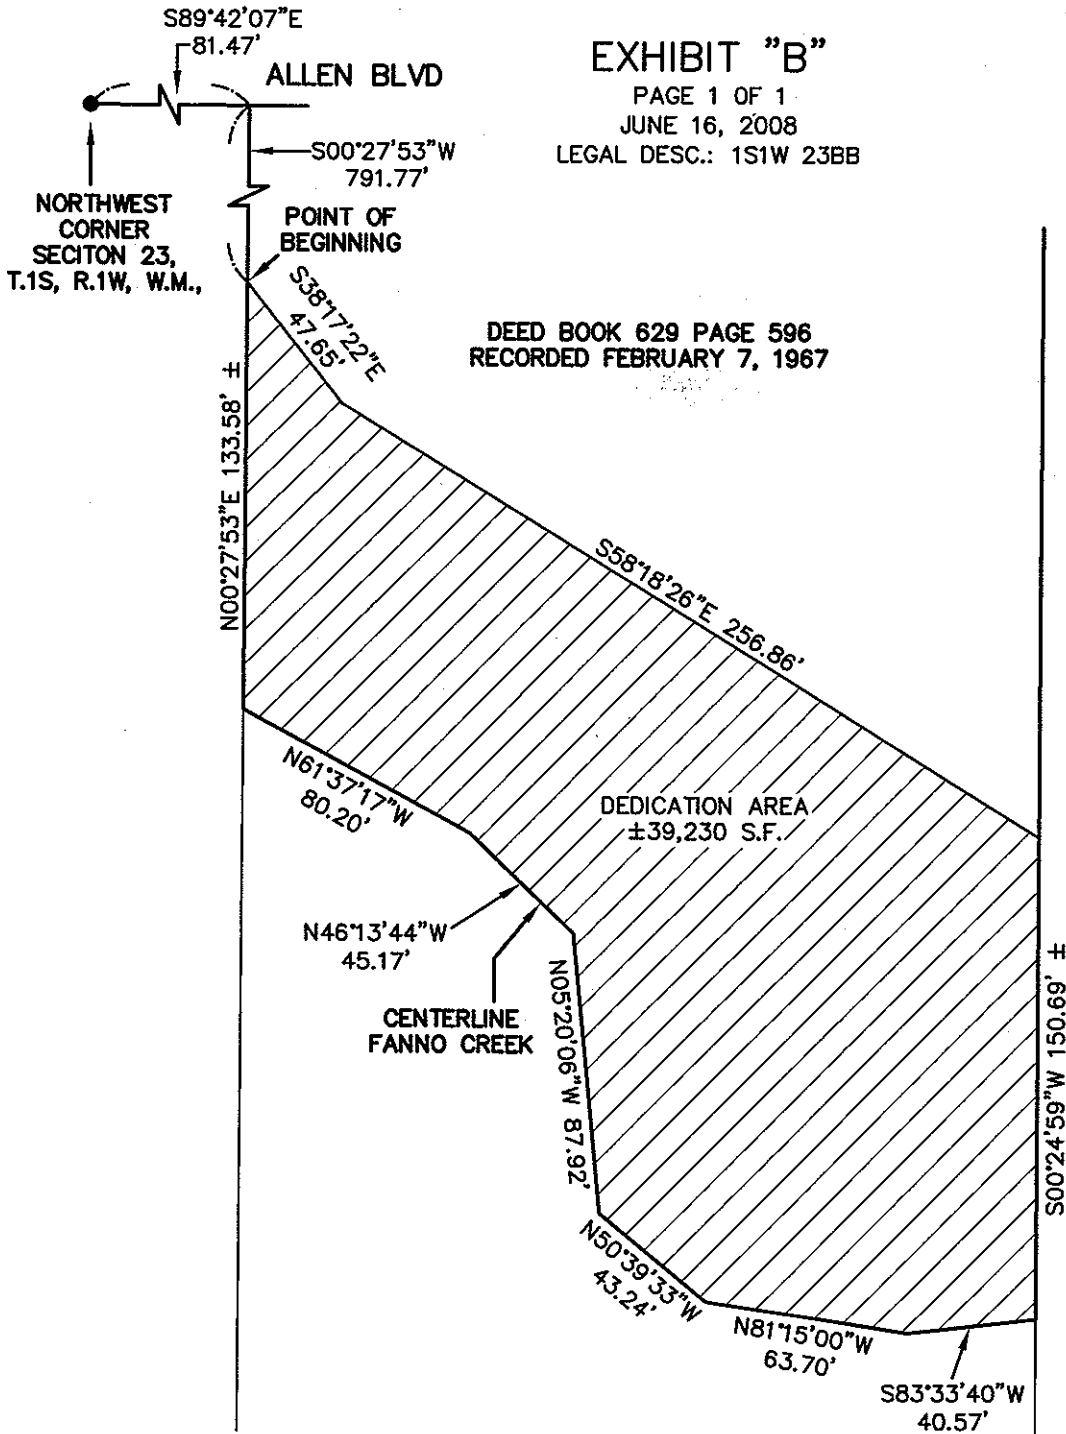 S89°42'07"E
81.47'
ALLEN BLVD
EXHIBIT "B"
PAGE 1 OF 1
JUNE 16, 2008
LEGAL DESC.: 1S1W 23BB
S00°27'53"W
791.77'
NORTHWEST
CORNER
SECITON 23,
T.1S, R.1W, W.M.,
POINT OF
BEGINNING
S38°17'22"E
47.65'
DEED BOOK 629 PAGE 596
RECORDED FEBRUARY 7, 1967
N00°27'53"E 133.58' ±
S58°18'26"E 256.86'
N61°37'17"W
80.20'
DEDICATION AREA
±39,230 S.F.
N46°13'44"W
45.17'
CENTERLINE
FANNO CREEK
N05°20'06"W 87.92'
S00°24'59"W 150.69' ±
N50°39'33"W
43.24'
N81°15'00"W
63.70'
S83°33'40"W
40.57'